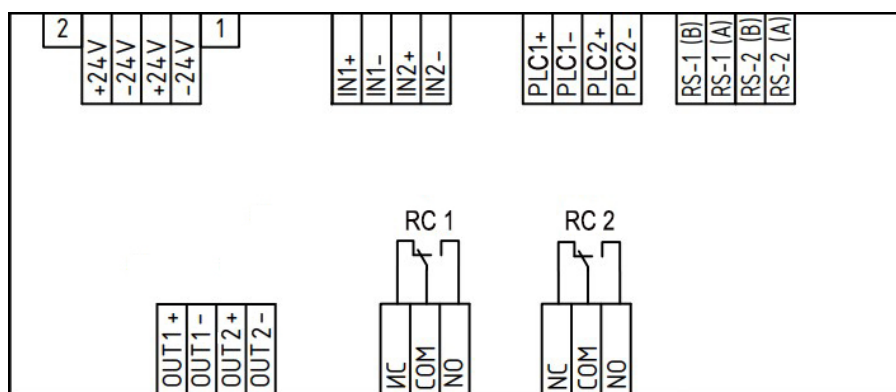 2
+24V
-24V
+24V
-24V
1
IN1+
IN1-
IN2+
IN2-
PLC1+
PLC1-
PLC2+
PLC2-
RS-1 (B)
RS-1 (A)
RS-2 (B)
RS-2 (A)
RC 1
RC 2
OUT1+
OUT1-
OUT2+
OUT2-
ИС
COM
NO
NC
COM
NO